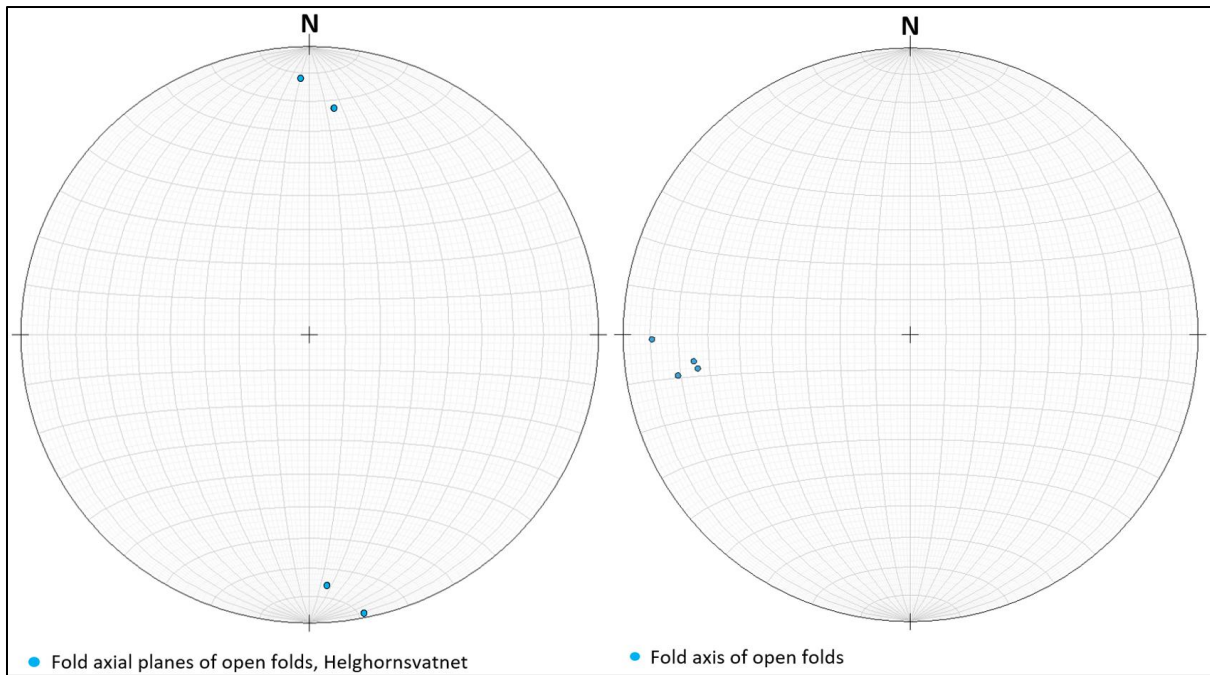 N
N
Fold axial planes of open folds, Helghornsvatnet
Fold axis of open folds